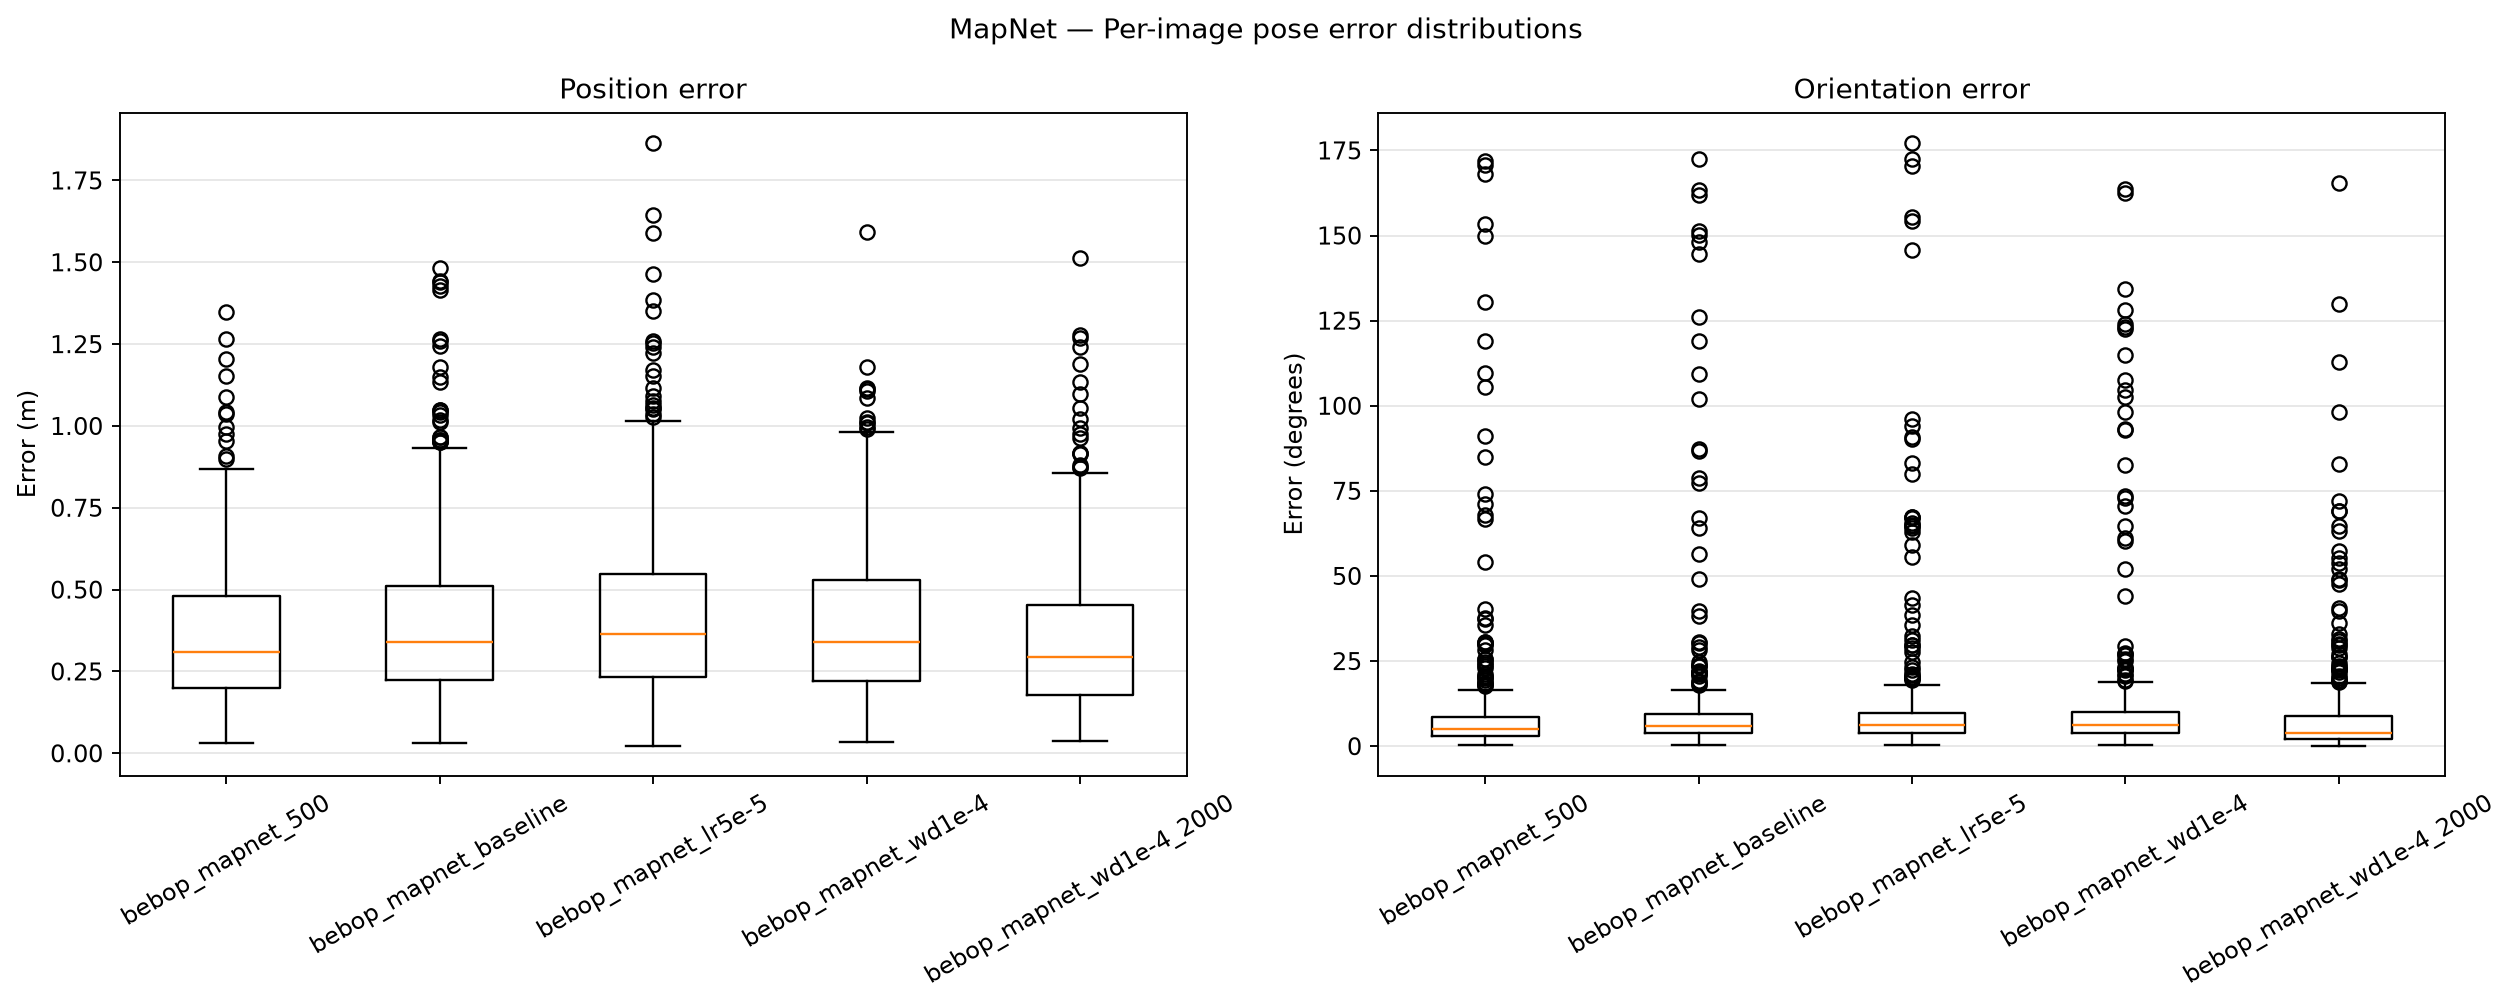 MapNet — Per-image pose error distributions
Position error
Error (m)
1.75
1.50
1.25
1.00
0.75
0.50
0.25
0.00
bebop_mapnet_500
bebop_mapnet_baseline
bebop_mapnet_lr5e-5
bebop_mapnet_wd1e-4
bebop_mapnet_wd1e-4_2000
Orientation error
Error (degrees)
175
150
125
100
75
50
25
0
bebop_mapnet_500
bebop_mapnet_baseline
bebop_mapnet_lr5e-5
bebop_mapnet_wd1e-4
bebop_mapnet_wd1e-4_2000